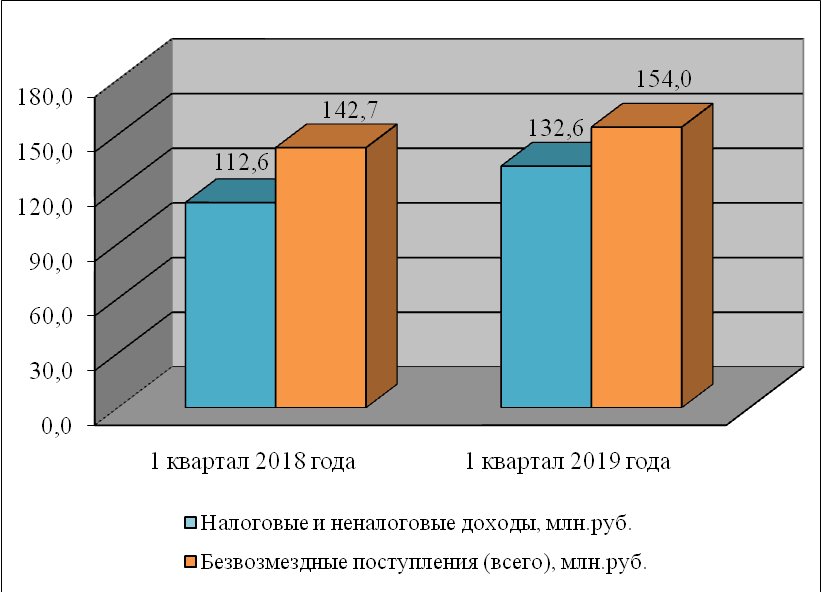 180,0
150,0
120,0
90,0
60,0
30,0
0,0
112,6
142,7
132,6
154,0
1 квартал 2018 года
1 квартал 2019 года
Налоговые и неналоговые доходы, млн.руб.
Безвозмездные поступления (всего), млн.руб.